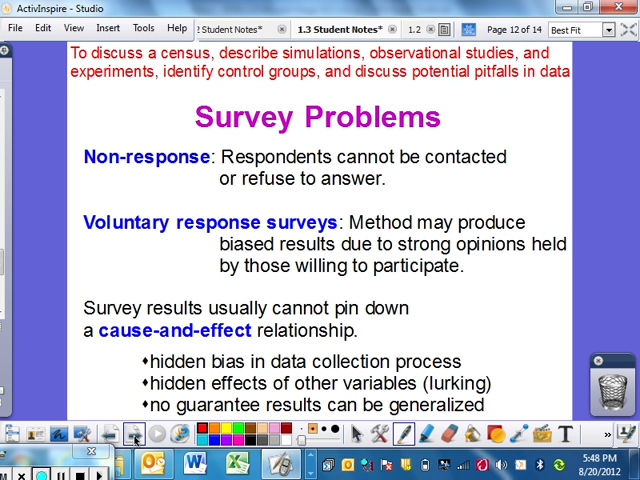 ActivInspire - Studio
File Edit View Insert Tools Help
2 Student Notes* 1.3 Student Notes* 1.2 Page 12 of 14 Best Fit
To discuss a census, describe simulations, observational studies, and
experiments, identify control groups, and discuss potential pitfalls in data
Survey Problems
Non-response: Respondents cannot be contacted
or refuse to answer.
Voluntary response surveys: Method may produce
biased results due to strong opinions held
by those willing to participate.
Survey results usually cannot pin down
a cause-and-effect relationship.
♦hidden bias in data collection process
♦hidden effects of other variables (lurking)
♦no guarantee results can be generalized
5:48 PM
8/20/2012